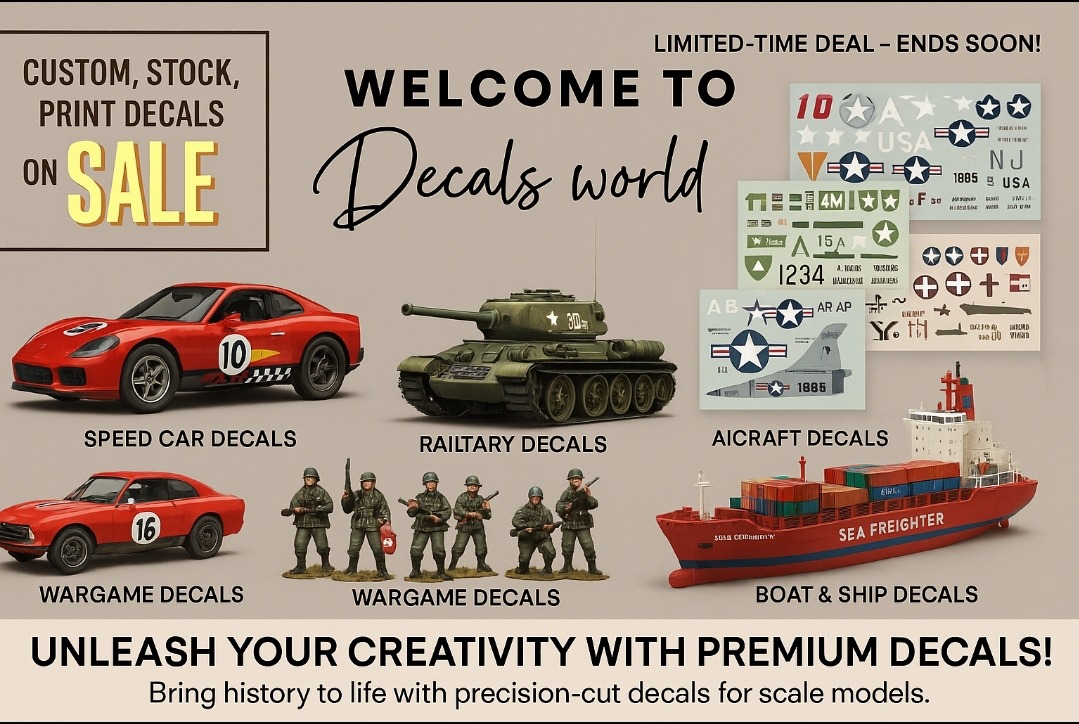 LIMITED-TIME DEAL – ENDS SOON!
CUSTOM, STOCK,
PRINT DECALS
ON SALE
WELCOME TO
Decals world
10
A
USA
NJ
1885
USA
4M
15A
1234
AB
AR AP
1885
10
SPEED CAR DECALS
RAILTARY DECALS
AICRAFT DECALS
16
SEA FREIGHTER
WARGAME DECALS
WARGAME DECALS
BOAT & SHIP DECALS
UNLEASH YOUR CREATIVITY WITH PREMIUM DECALS!
Bring history to life with precision-cut decals for scale models.